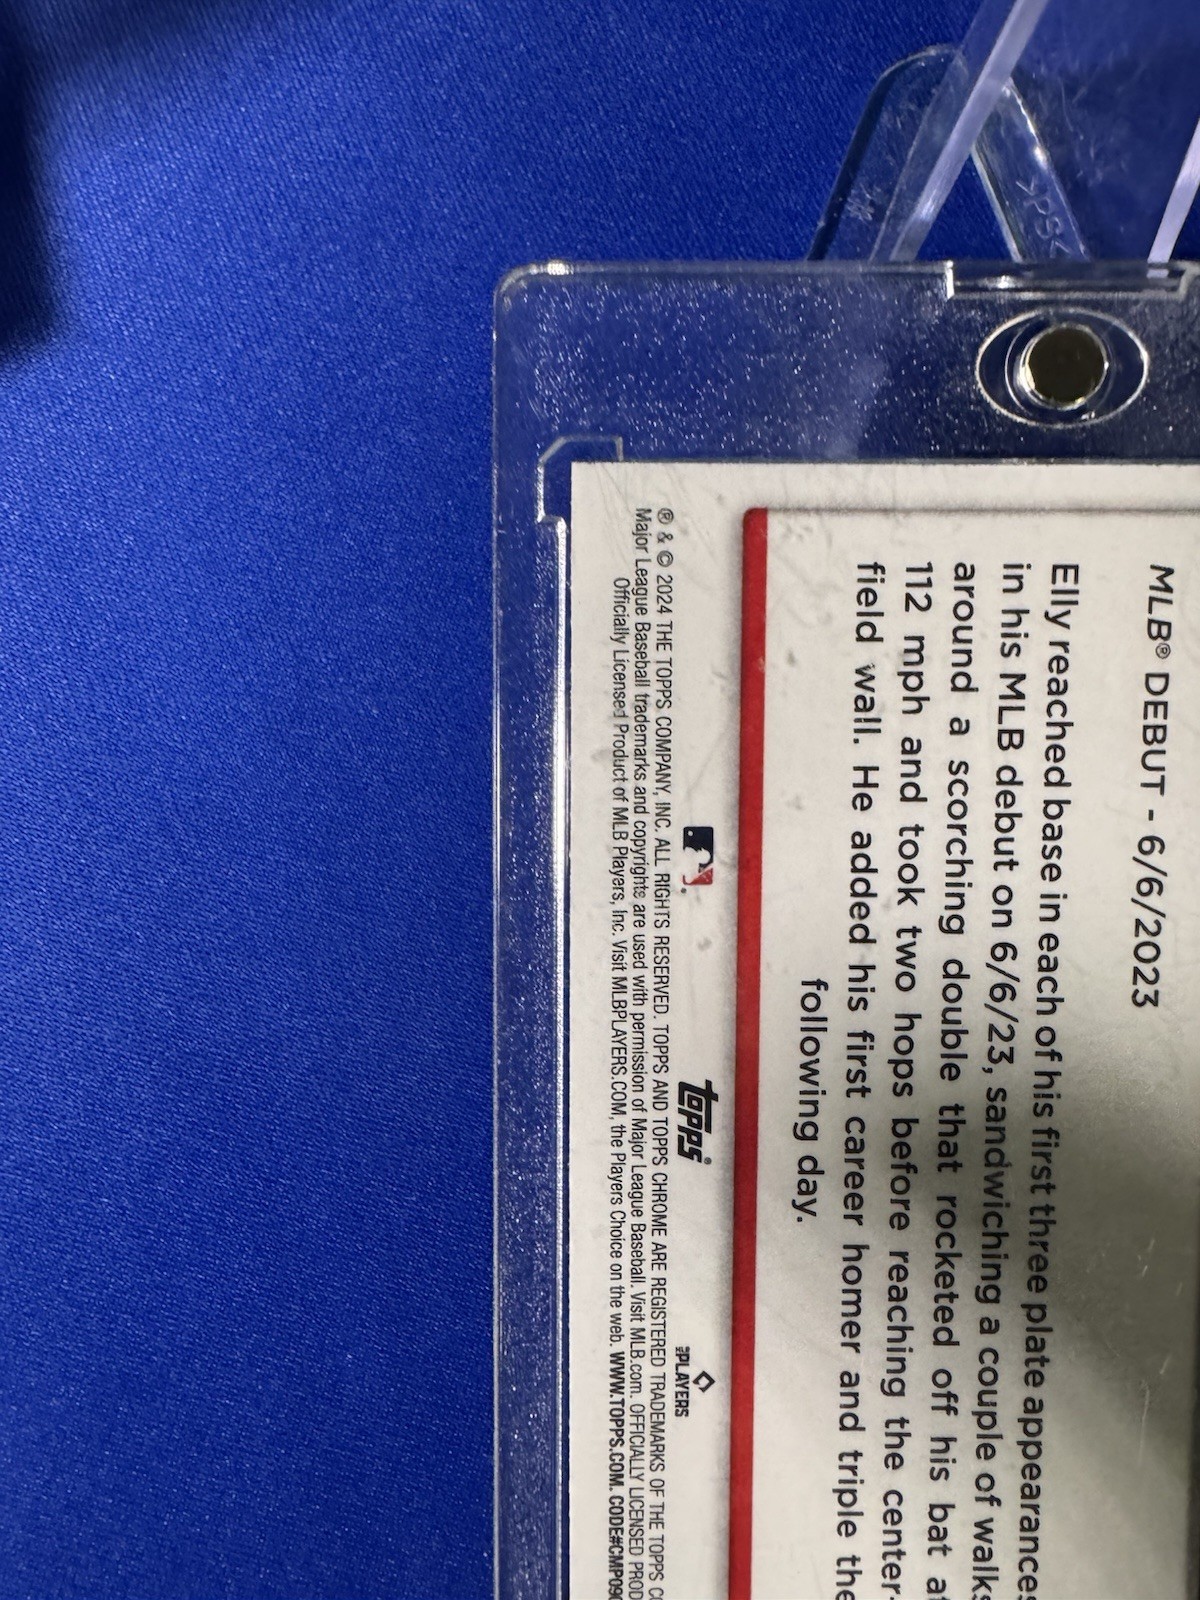 MLB® DEBUT - 6/6/2023
Elly reached base in each of his first three plate appearances
in his MLB debut on 6/6/23, sandwiching a couple of walks
around a scorching double that rocketed off his bat at
112 mph and took two hops before reaching the center-
field wall. He added his first career homer and triple the
following day.
topps®
MLB PLAYERS
® & © 2024 THE TOPPS COMPANY, INC. ALL RIGHTS RESERVED. TOPPS AND TOPPS CHROME ARE REGISTERED TRADEMARKS OF THE TOPPS
Major League Baseball trademarks and copyrights are used with permission of Major League Baseball. Visit MLB.com. OFFICIALLY LICENSED PROD
Officially Licensed Product of MLB Players, Inc. Visit MLBPLAYERS.COM, the Players Choice on the web. WWW.TOPPS.COM. CODE#CMP09
>PS<